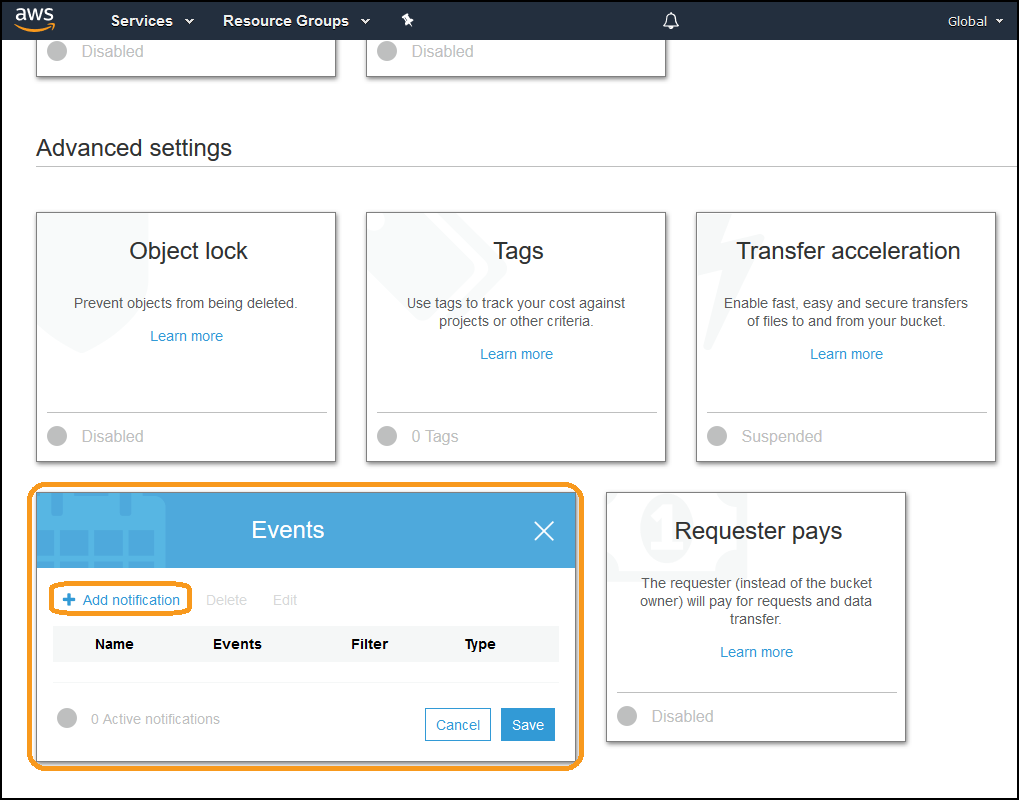 aws Services Resource Groups Global
Disabled Disabled
Advanced settings
Object lock
Prevent objects from being deleted.
Learn more
Disabled
Tags
Use tags to track your cost against
projects or other criteria.
Learn more
0 Tags
Transfer acceleration
Enable fast, easy and secure transfers
of files to and from your bucket.
Learn more
Suspended
Events
Add notification Delete Edit
Name Events Filter Type
0 Active notifications
Cancel Save
1
Requester pays
The requester (instead of the bucket
owner) will pay for requests and data
transfer.
Learn more
Disabled